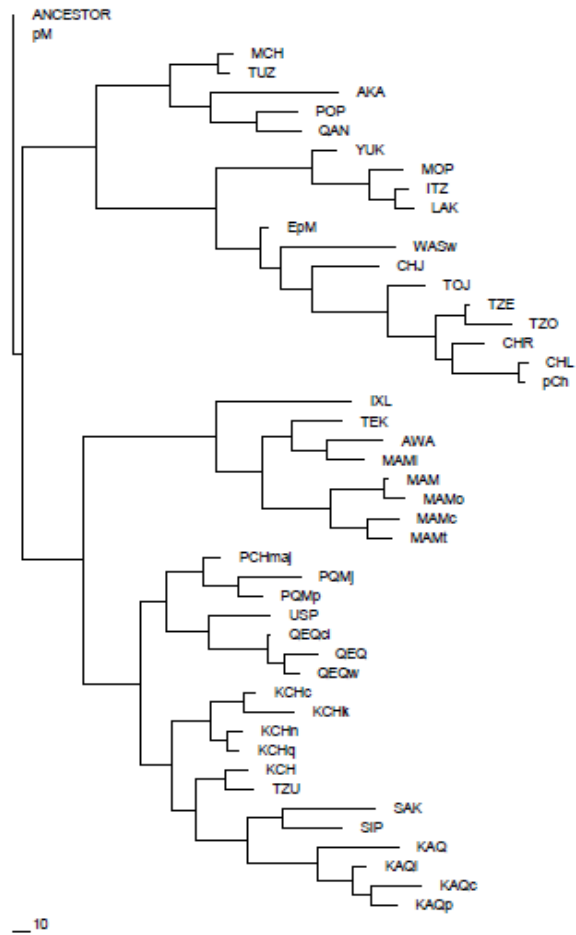 ANCESTOR
pM
MCH
TUZ
AKA
POP
QAN
YUK
MOP
ITZ
LAK
EpM
WASw
CHJ
TOJ
TZE
TZO
CHR
CHL
pCh
IXL
TEK
AWA
MAMl
MAM
MAMo
MAMc
MAMt
PCHmaj
PQMj
PQMp
USP
QEQcl
QEQ
QEQw
KCHc
KCHk
KCHn
KCHq
KCH
TZU
SAK
SIP
KAQ
KAQl
KAQc
KAQp
10